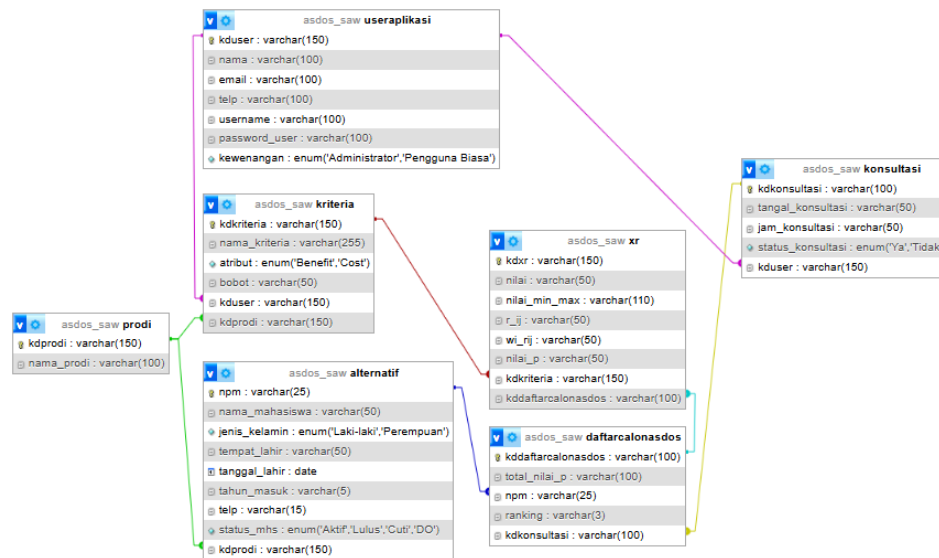 asdos_saw useraplikasi
kduser : varchar(150)
nama : varchar(100)
email : varchar(100)
telp : varchar(100)
username : varchar(100)
password_user : varchar(100)
kewenangan : enum('Administrator','Pengguna Biasa')
asdos_saw konsultasi
kdkonsultasi : varchar(100)
tangal_konsultasi : varchar(50)
jam_konsultasi : varchar(50)
status_konsultasi : enum('Ya','Tidak
kduser : varchar(150)
asdos_saw kriteria
kdkriteria : varchar(150)
nama_kriteria : varchar(255)
atribut : enum('Benefit','Cost')
bobot : varchar(50)
kduser : varchar(150)
kdprodi : varchar(150)
asdos_saw xr
kdxr : varchar(150)
nilai : varchar(50)
nilai_min_max : varchar(110)
r_ij : varchar(50)
wi_rij : varchar(50)
nilai_p : varchar(50)
kdkriteria : varchar(150)
kddaftarcalonasdos : varchar(100)
asdos_saw prodi
kdprodi : varchar(150)
nama_prodi : varchar(100)
asdos_saw alternatif
npm : varchar(25)
nama_mahasiswa : varchar(50)
jenis_kelamin : enum('Laki-laki','Perempuan')
tempat_lahir : varchar(50)
tanggal_lahir : date
tahun_masuk : varchar(5)
telp : varchar(15)
status_mhs : enum('Aktif','Lulus','Cuti','DO')
kdprodi : varchar(150)
asdos_saw daftarcalonasdos
kddaftarcalonasdos : varchar(100)
total_nilai_p : varchar(100)
npm : varchar(25)
ranking : varchar(3)
kdkonsultasi : varchar(100)